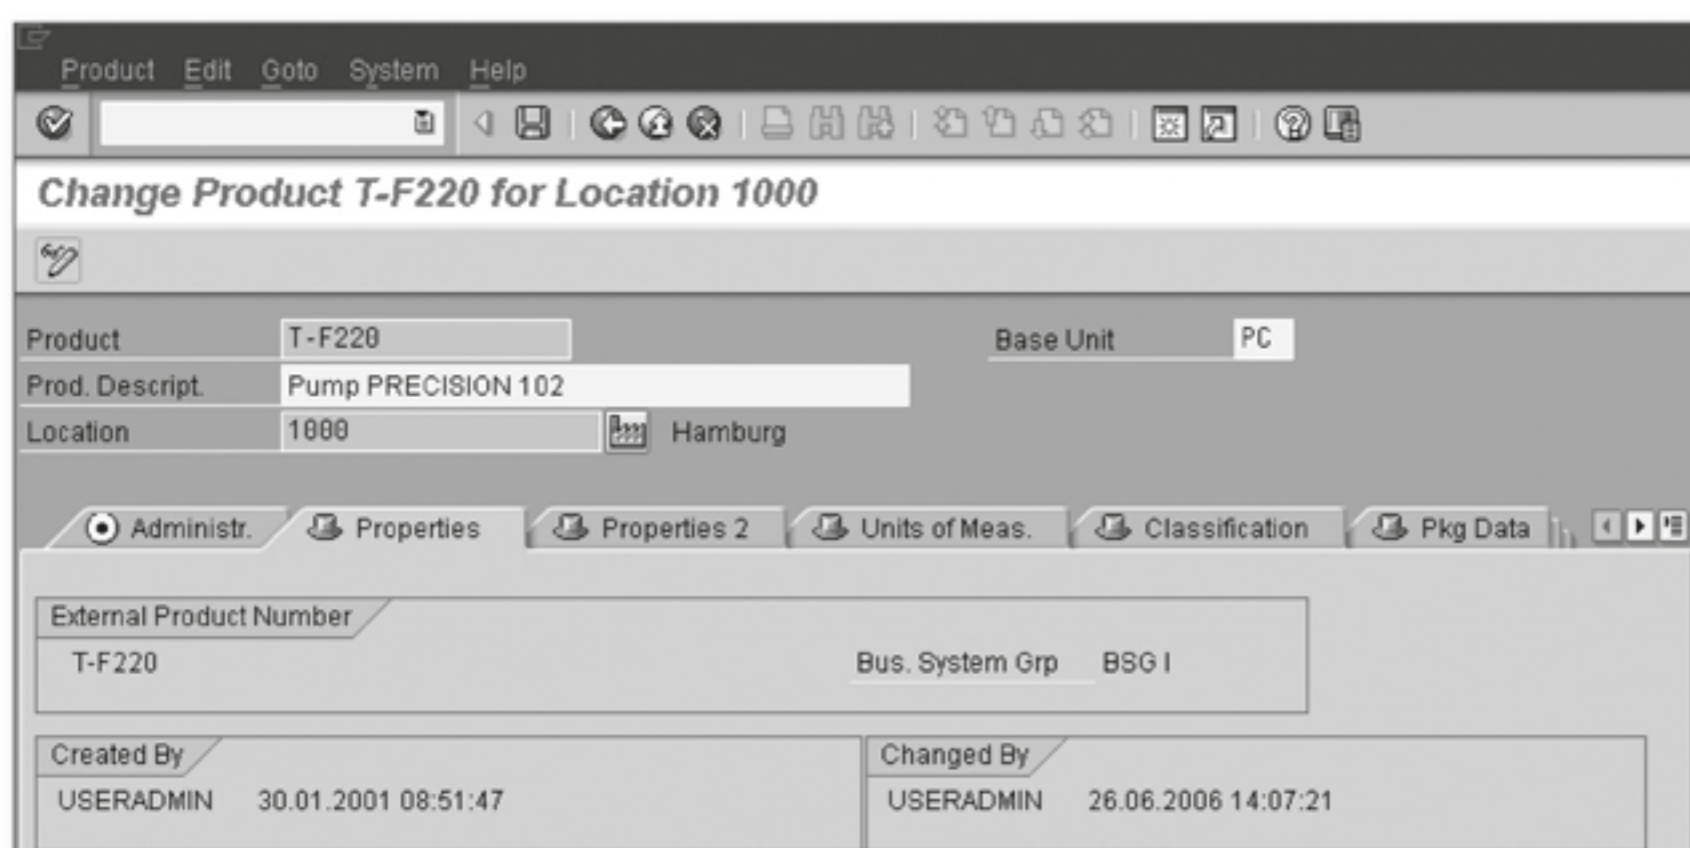 Product Edit Goto System Help
Change Product T-F220 for Location 1000
Product T-F220 Base Unit PC
Prod. Descript. Pump PRECISION 102
Location 1000 Hamburg
Administr. Properties Properties 2 Units of Meas. Classification Pkg Data
External Product Number
T-F220 Bus. System Grp BSG I
Created By Changed By
USERADMIN 30.01.2001 08:51:47 USERADMIN 26.06.2006 14:07:21